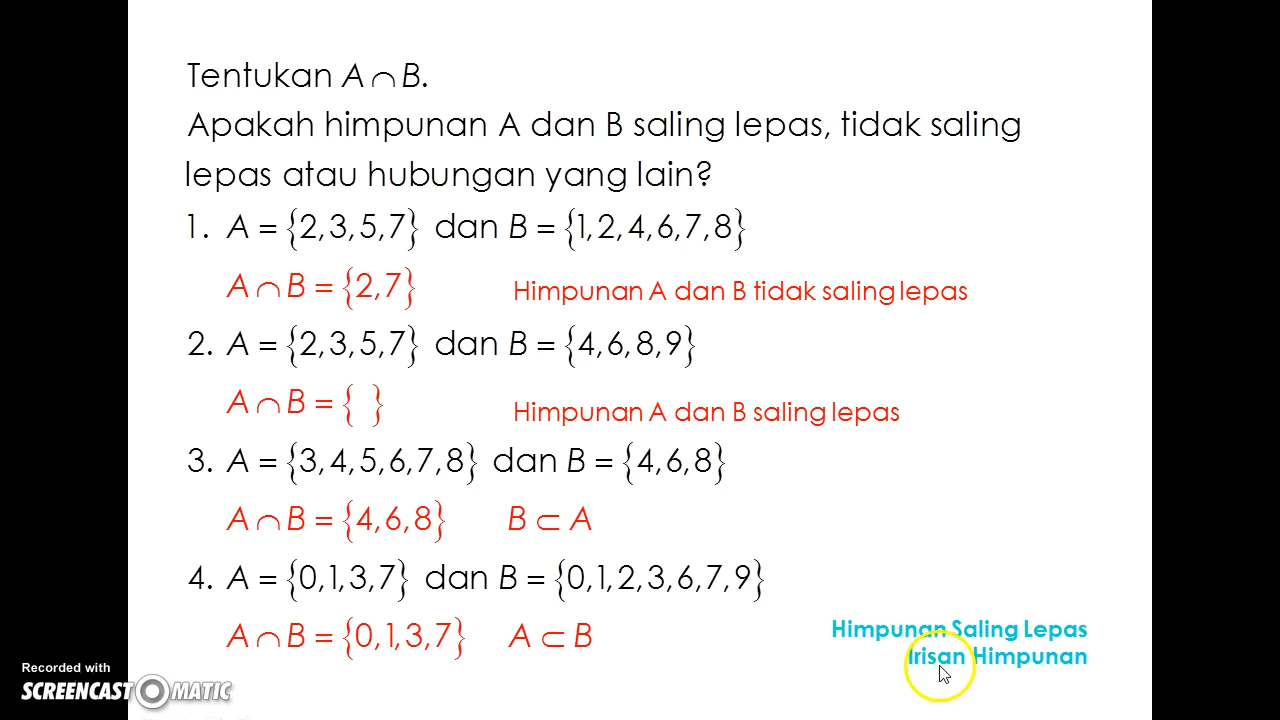 Tentukan A ∩ B.
Apakah himpunan A dan B saling lepas, tidak saling
lepas atau hubungan yang lain?
1. A = {2,3,5,7} dan B = {1,2,4,6,7,8}
A ∩ B = {2,7} Himpunan A dan B tidak saling lepas
2. A = {2,3,5,7} dan B = {4,6,8,9}
A ∩ B = { } Himpunan A dan B saling lepas
3. A = {3,4,5,6,7,8} dan B = {4,6,8}
A ∩ B = {4,6,8} B ⊂ A
4. A = {0,1,3,7} dan B = {0,1,2,3,6,7,9}
A ∩ B = {0,1,3,7} A ⊂ B
Himpunan Saling Lepas
Irisan Himpunan
Recorded with
SCREENCAST-O-MATIC